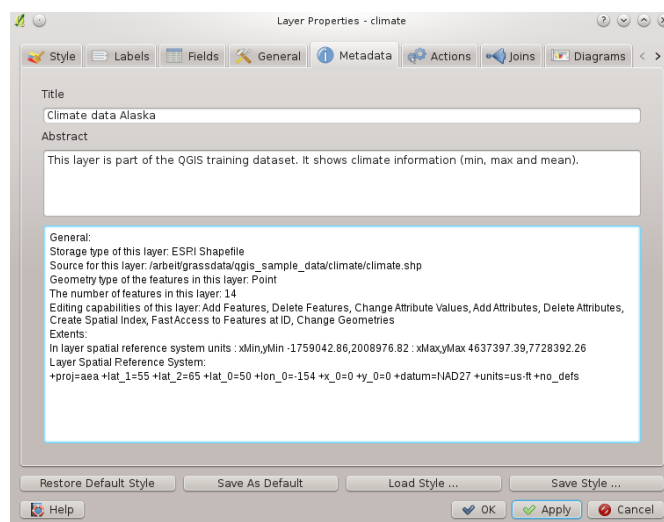 Layer Properties - climate
Style Labels Fields General Metadata Actions Joins Diagrams
Title
Climate data Alaska
Abstract
This layer is part of the QGIS training dataset. It shows climate information (min, max and mean).
General:
Storage type of this layer: ESRI Shapefile
Source for this layer: /arbeit/grassdata/qgis_sample_data/climate/climate.shp
Geometry type of the features in this layer: Point
The number of features in this layer: 14
Editing capabilities of this layer: Add Features, Delete Features, Change Attribute Values, Add Attributes, Delete Attributes,
Create Spatial Index, Fast Access to Features at ID, Change Geometries
Extents:
In layer spatial reference system units : xMin,yMin -1759042.86,2008976.82 : xMax,yMax 4637397.39,7728392.26
Layer Spatial Reference System:
+proj=aea +lat_1=55 +lat_2=65 +lat_0=50 +lon_0=-154 +x_0=0 +y_0=0 +datum=NAD27 +units=us-ft +no_defs
Restore Default Style Save As Default Load Style ... Save Style ...
Help OK Apply Cancel